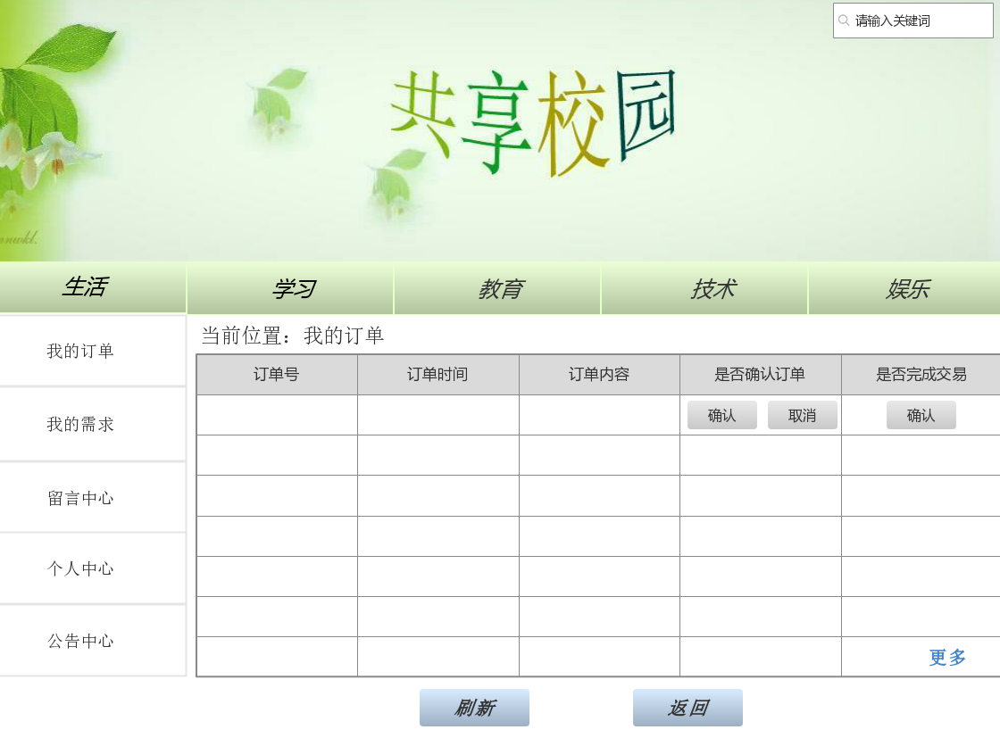 请输入关键词
共享校园
生活 学习 教育 技术 娱乐
当前位置：我的订单
我的订单
我的需求
留言中心
个人中心
公告中心
订单号 订单时间 订单内容 是否确认订单 是否完成交易
确认 取消 确认
更多
刷新 返回